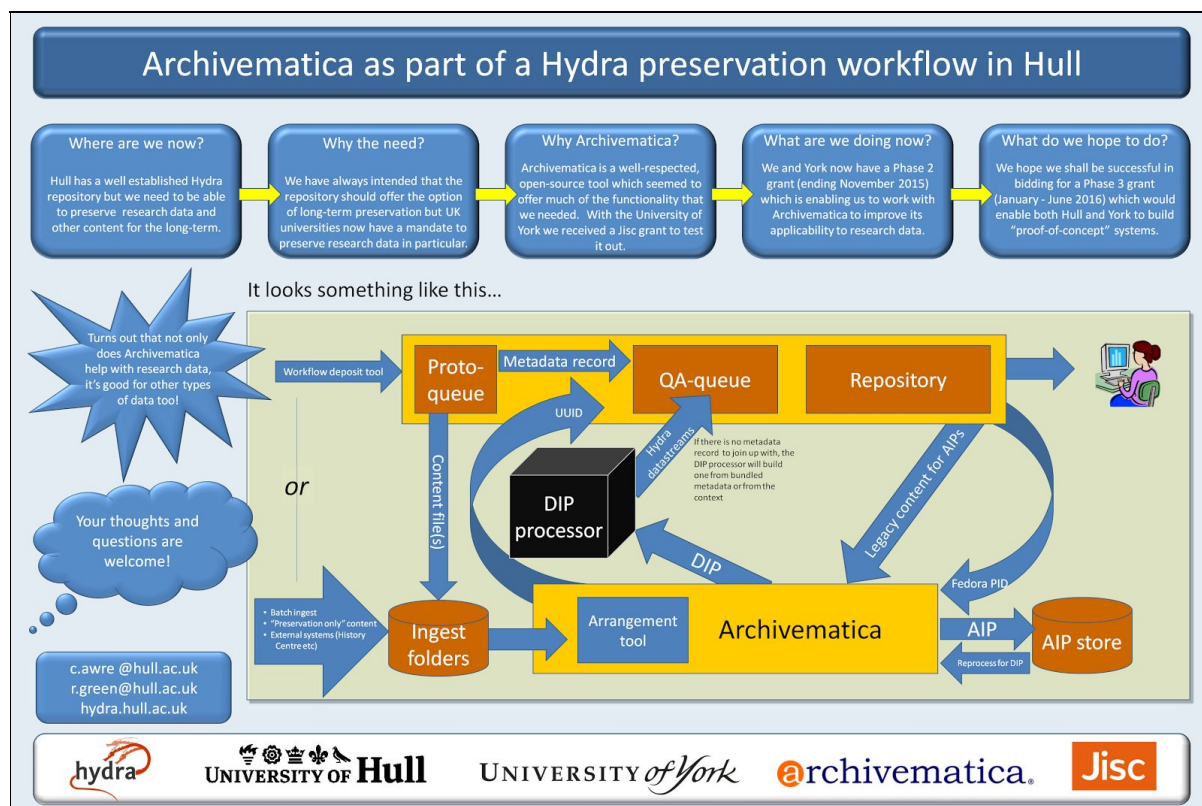 Archivematica as part of a Hydra preservation workflow in Hull
Where are we now?
Hull has a well established Hydra
repository but we need to be able
to preserve research data and
other content for the long-term.
Why the need?
We have always intended that the
repository should offer the option
of long-term preservation but UK
universities now have a mandate to
preserve research data in particular.
Why Archivematica?
Archivematica is a well-respected,
open-source tool which seemed to
offer much of the functionality that
we needed. With the University of
York we received a Jisc grant to test
it out.
What are we doing now?
We and York now have a Phase 2
grant (ending November 2015)
which is enabling us to work with
Archivematica to improve its
applicability to research data.
What do we hope to do?
We hope we shall be successful in
bidding for a Phase 3 grant
(January - June 2016) which would
enable both Hull and York to build
“proof-of-concept” systems.
It looks something like this...
Turns out that not only
does Archivematica
help with research data,
it’s good for other types
of data too!
Workflow deposit tool
Proto-
queue
Metadata record
QA-queue
Repository
UUID
Hydra
datastreams
If there is no metadata
record to join up with, the
DIP processor will build
one from bundled
metadata or from the
context
Legacy content for AIPs
Content file(s)
or
DIP
processor
DIP
Your thoughts and
questions are
welcome!
Fedora PID
• Batch ingest
• “Preservation only” content
• External systems (History
Centre etc)
Ingest
folders
Arrangement
tool
Archivematica
AIP
Reprocess for DIP
AIP store
c.awre @hull.ac.uk
r.green@hull.ac.uk
hydra.hull.ac.uk
hydra
UNIVERSITY OF Hull
UNIVERSITY of York
archivematica®
Jisc